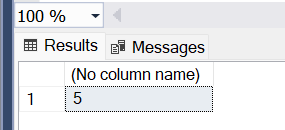 100 %
Results Messages
(No column name)
1 5